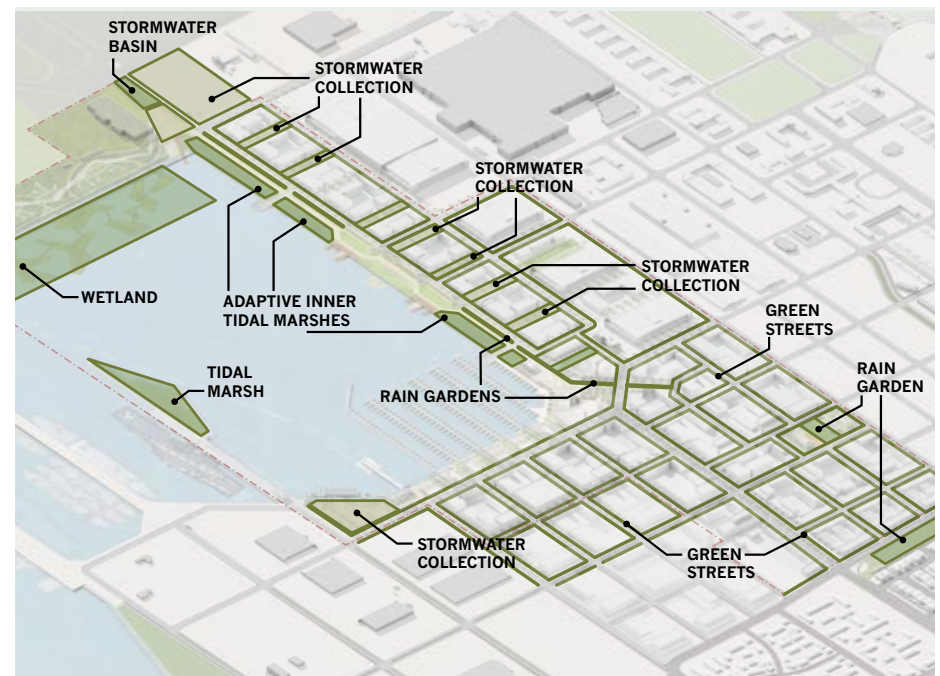 STORMWATER
BASIN
STORMWATER
COLLECTION
STORMWATER
COLLECTION
STORMWATER
COLLECTION
WETLAND
ADAPTIVE INNER
TIDAL MARSHES
GREEN
STREETS
TIDAL
MARSH
RAIN
GARDEN
RAIN GARDENS
STORMWATER
COLLECTION
GREEN
STREETS